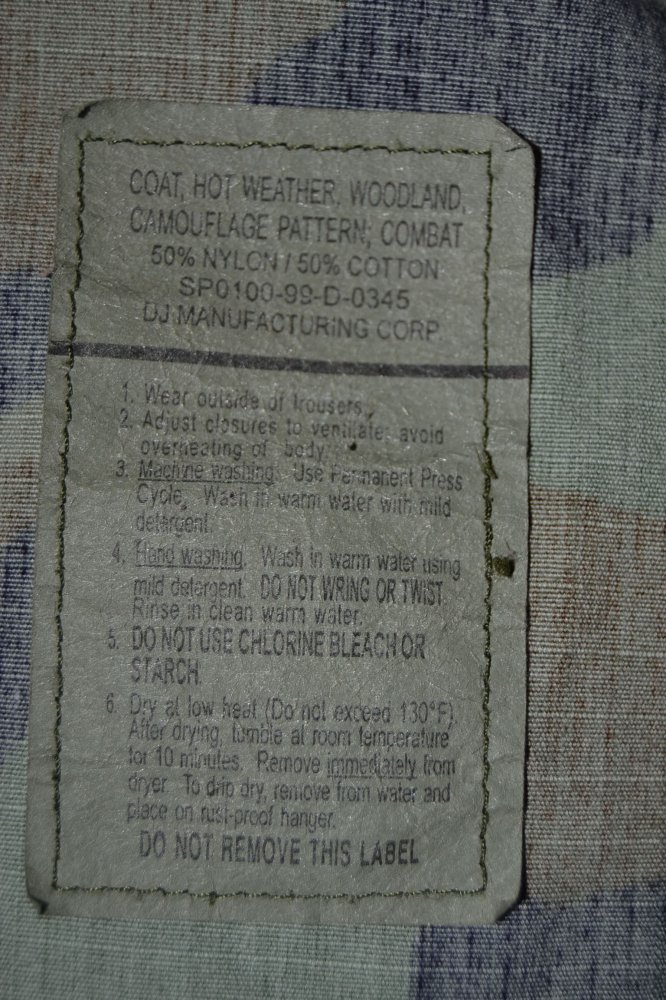 COAT, HOT WEATHER, WOODLAND,
CAMOUFLAGE PATTERN; COMBAT
50% NYLON / 50% COTTON
SP0100-99-D-0345
DJ MANUFACTURING CORP.
1. Wear outside of trousers.
2. Adjust closures to ventilate; avoid
overheating of body.
3. Machine washing. Use Permanent Press
Cycle. Wash in warm water with mild
detergent.
4. Hand washing. Wash in warm water using
mild detergent. DO NOT WRING OR TWIST.
Rinse in clean warm water.
5. DO NOT USE CHLORINE BLEACH OR
STARCH.
6. Dry at low heat (Do not exceed 130°F).
After drying, tumble at room temperature
for 10 minutes. Remove immediately from
dryer. To drip dry, remove from water and
place on rust-proof hanger.
DO NOT REMOVE THIS LABEL